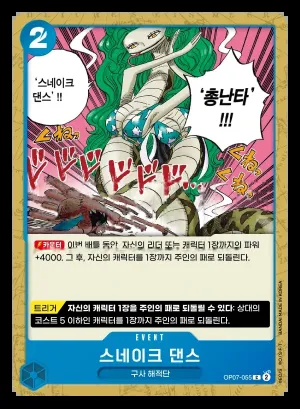 2
'스네이크
댄스' !!
'총난타'
!!!
카운터 이번 배틀 동안, 자신의 리더 또는 캐릭터 1장까지의 파워
+4000. 그 후, 자신의 캐릭터를 1장까지 주인의 패로 되돌린다.
트리거 자신의 캐릭터 1장을 주인의 패로 되돌릴 수 있다: 상대의
코스트 5 이하인 캐릭터를 1장까지 주인의 패로 되돌린다.
EVENT
스네이크 댄스
구사 해적단
OP07-055